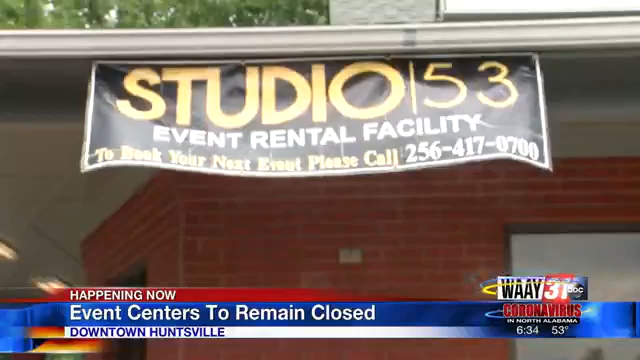 STUDIO|53
EVENT RENTAL FACILITY
To Book Your Next Event Please Call 256-417-0700
HAPPENING NOW
Event Centers To Remain Closed
DOWNTOWN HUNTSVILLE
WAAY 31 abc
CORONAVIRUS
IN NORTH ALABAMA
6:34 53°